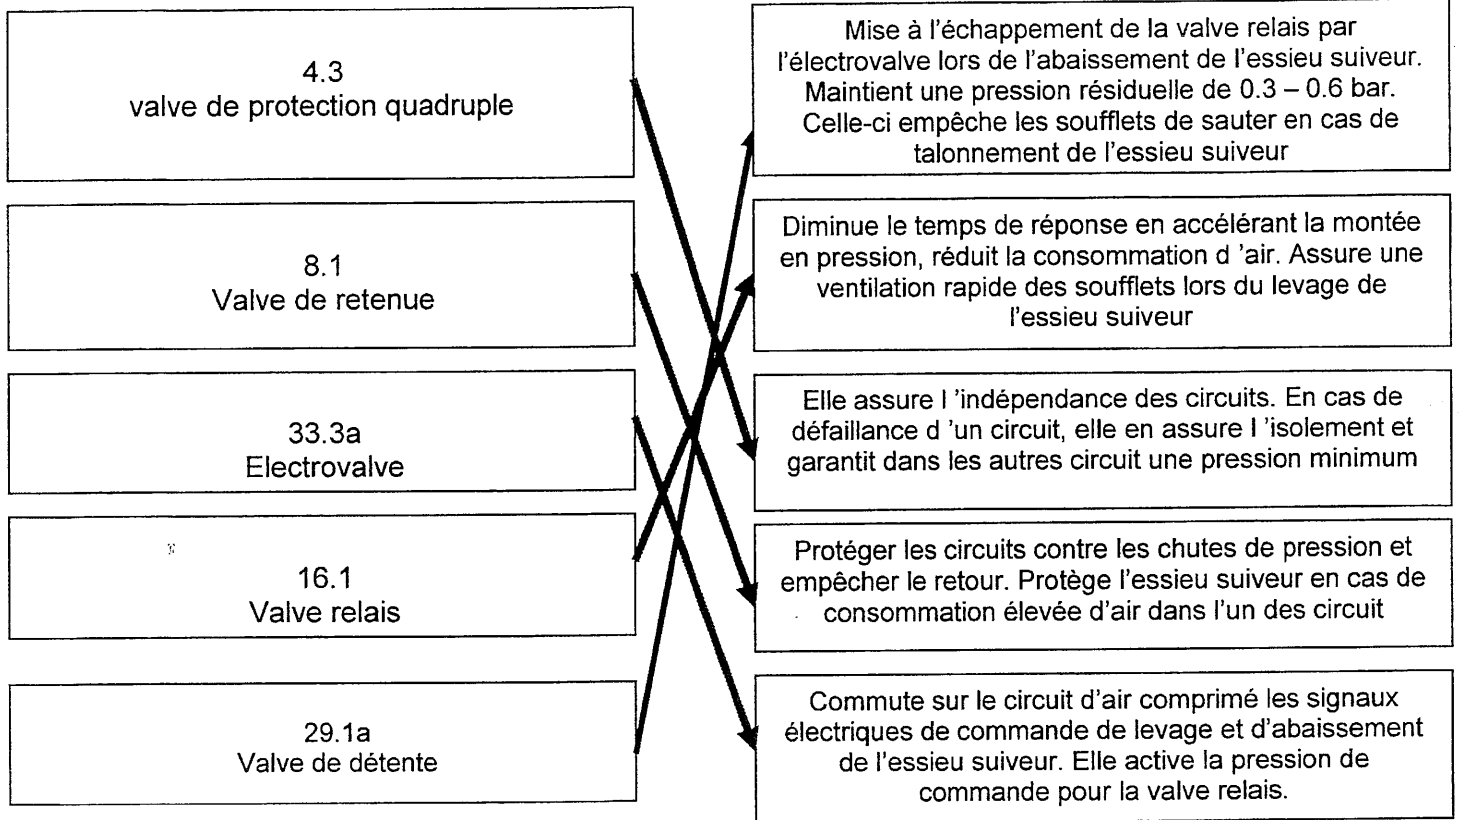 4.3
valve de protection quadruple
8.1
Valve de retenue
33.3a
Electrovalve
16.1
Valve relais
29.1a
Valve de détente
Mise à l'échappement de la valve relais par
l'électrovalve lors de l'abaissement de l'essieu suiveur.
Maintient une pression résiduelle de 0.3 – 0.6 bar.
Celle-ci empêche les soufflets de sauter en cas de
talonnement de l'essieu suiveur
Diminue le temps de réponse en accélérant la montée
en pression, réduit la consommation d 'air. Assure une
ventilation rapide des soufflets lors du levage de
l'essieu suiveur
Elle assure l 'indépendance des circuits. En cas de
défaillance d 'un circuit, elle en assure l 'isolement et
garantit dans les autres circuit une pression minimum
Protéger les circuits contre les chutes de pression et
empêcher le retour. Protège l'essieu suiveur en cas de
consommation élevée d'air dans l'un des circuit
Commute sur le circuit d'air comprimé les signaux
électriques de commande de levage et d'abaissement
de l'essieu suiveur. Elle active la pression de
commande pour la valve relais.